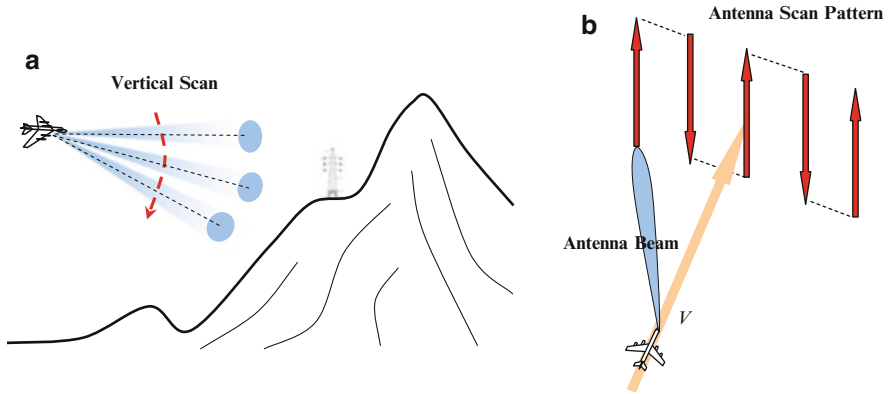 a
Vertical Scan
b
Antenna Scan Pattern
Antenna Beam
V